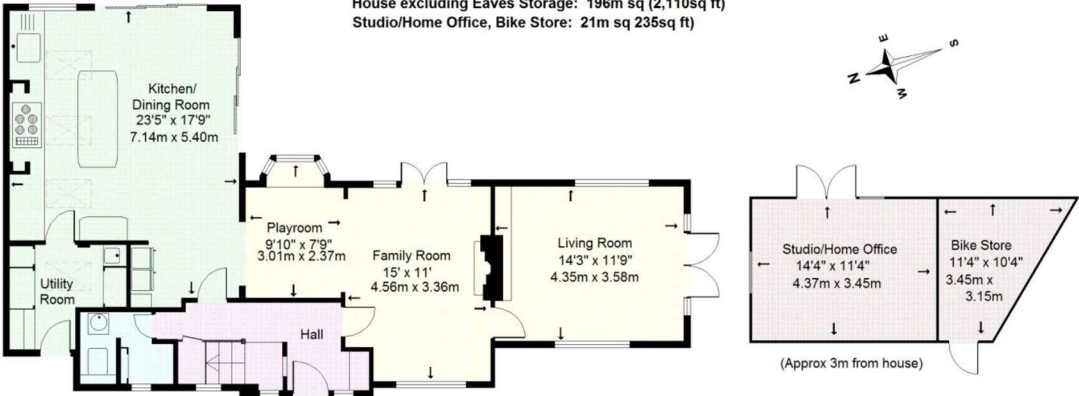 House excluding Eaves Storage: 196m sq (2,110sq ft)
Studio/Home Office, Bike Store: 21m sq 235sq ft)
N
E
S
W
Kitchen/
Dining Room
23'5" x 17'9"
7.14m x 5.40m
Playroom
9'10" x 7'9"
3.01m x 2.37m
Family Room
15' x 11'
4.56m x 3.36m
Living Room
14'3" x 11'9"
4.35m x 3.58m
Utility
Room
Hall
Studio/Home Office
14'4" x 11'4"
4.37m x 3.45m
Bike Store
11'4" x 10'4"
3.45m x
3.15m
(Approx 3m from house)